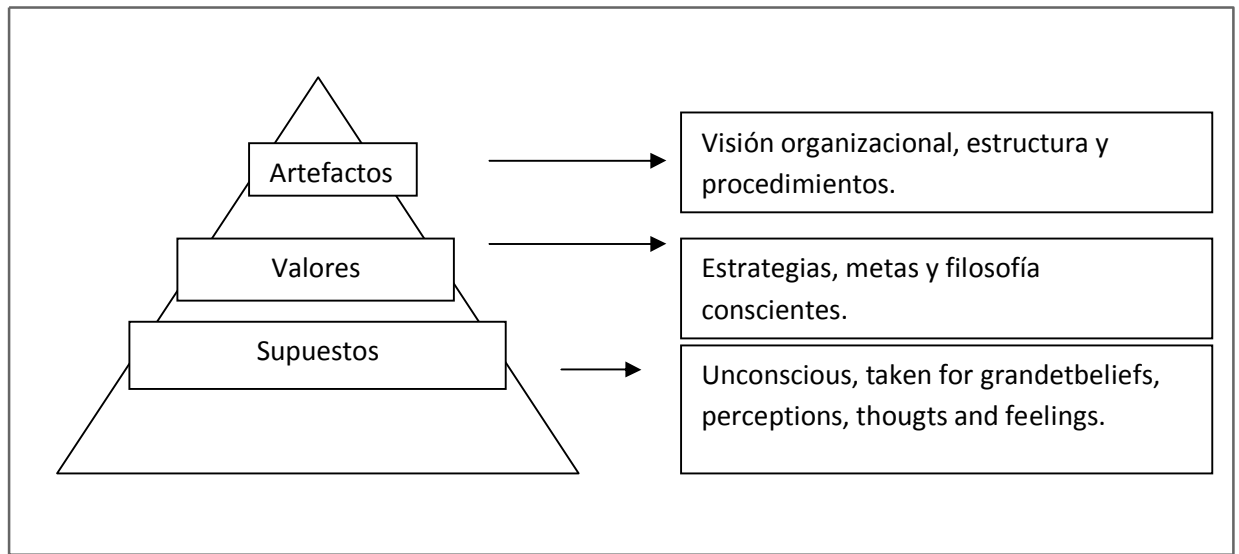 Artefactos
Visión organizacional, estructura y
procedimientos.
Valores
Estrategias, metas y filosofía
conscientes.
Supuestos
Unconscious, taken for grandetbeliefs,
perceptions, thougts and feelings.